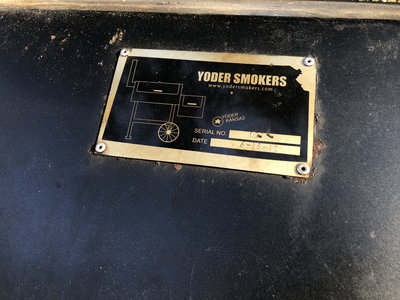 YODER SMOKERS
www.yodersmokers.com
YODER
KANSAS
SERIAL NO
DATE